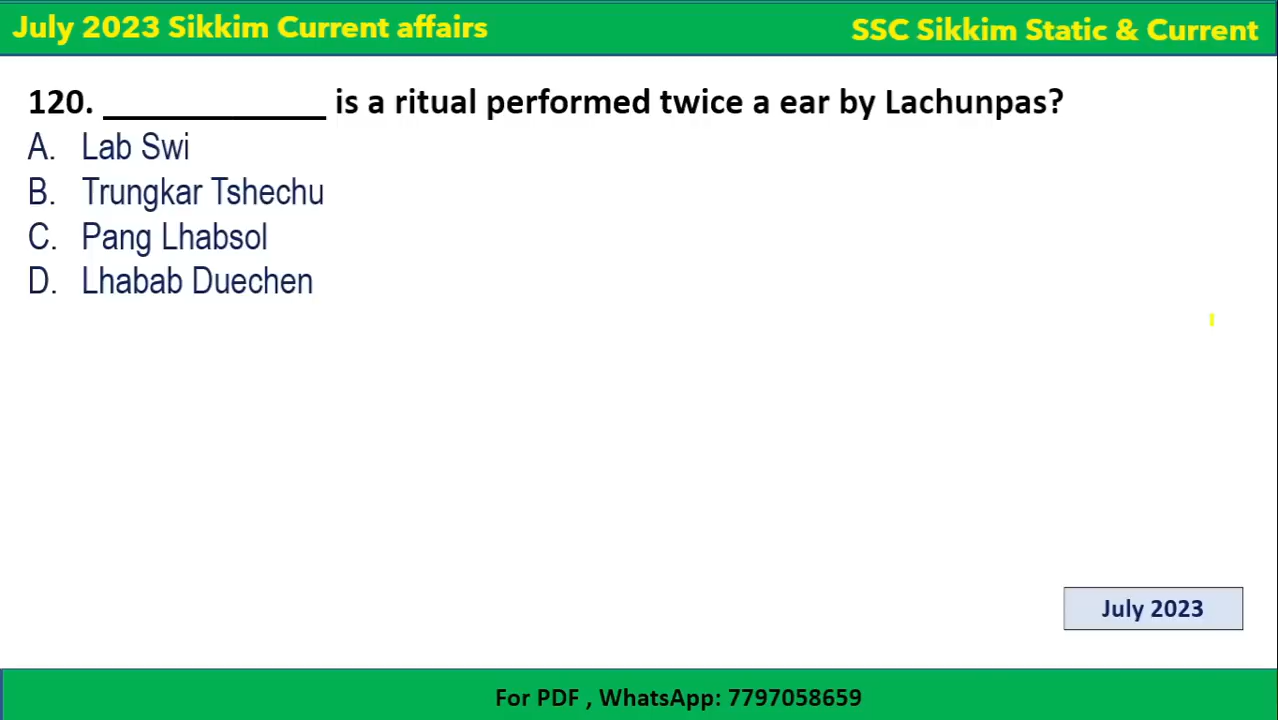 July 2023 Sikkim Current affairs
SSC Sikkim Static & Current
120. ____________ is a ritual performed twice a ear by Lachunpas?
A. Lab Swi
B. Trungkar Tshechu
C. Pang Lhabsol
D. Lhabab Duechen
July 2023
For PDF , WhatsApp: 7797058659